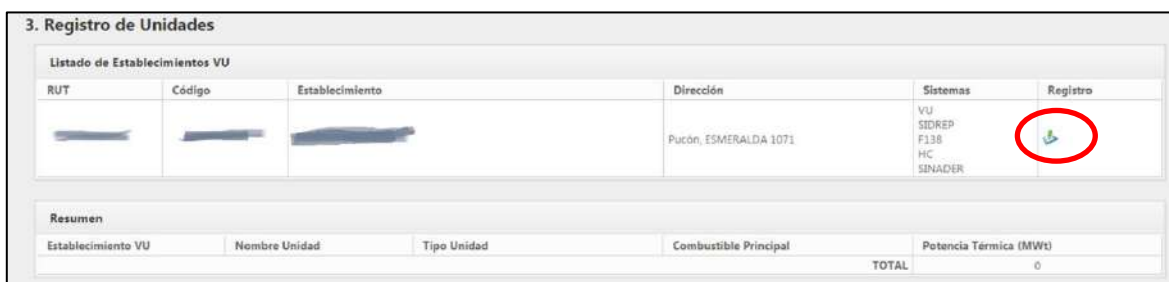 3. Registro de Unidades
Listado de Establecimientos VU
RUT Código Establecimiento Dirección Sistemas Registro
Pucón, ESMERALDA 1071
VU
SIDREP
F138
HC
SINADER
Resumen
Establecimiento VU Nombre Unidad Tipo Unidad Combustible Principal Potencia Térmica (MWt)
TOTAL 0